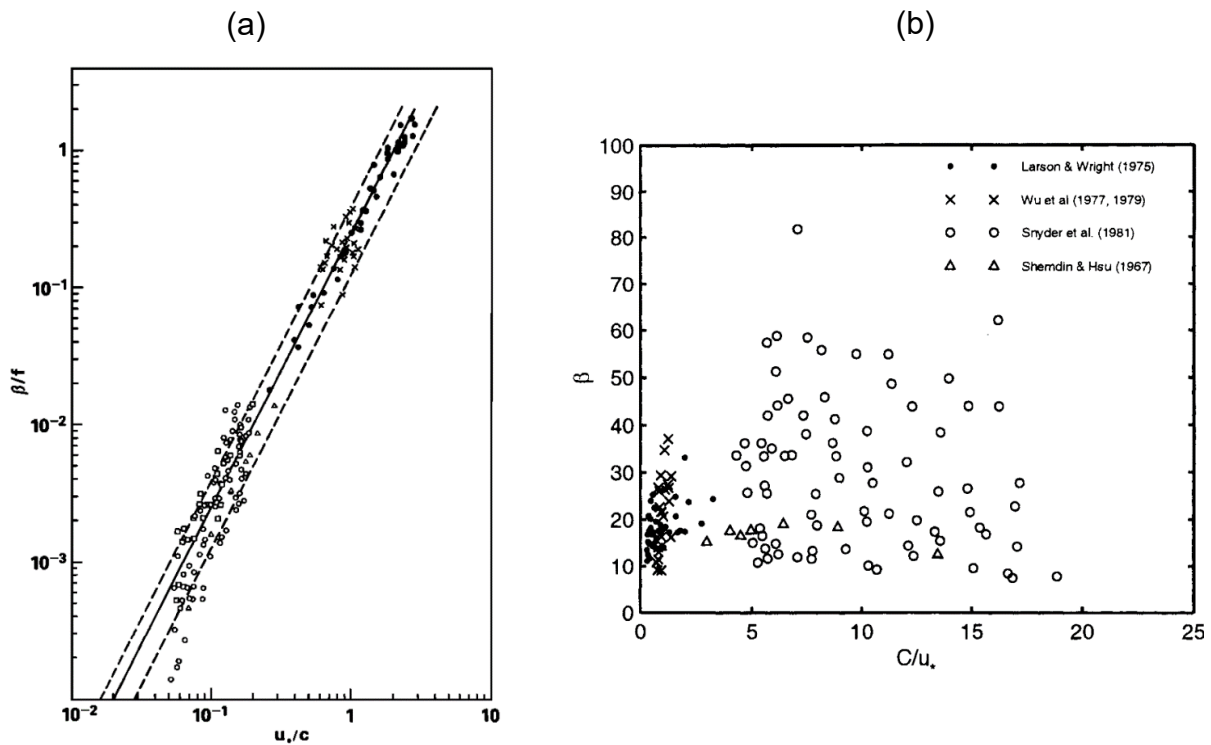 (a)
(b)
β/f
1
10⁻¹
10⁻²
10⁻³
10⁻²
10⁻¹
1
10
u*/c
β
100
90
80
70
60
50
40
30
20
10
0
Larson & Wright (1975)
Wu et al (1977, 1979)
Snyder et al. (1981)
Shemdin & Hsu (1967)
0
5
10
15
20
25
C/u*